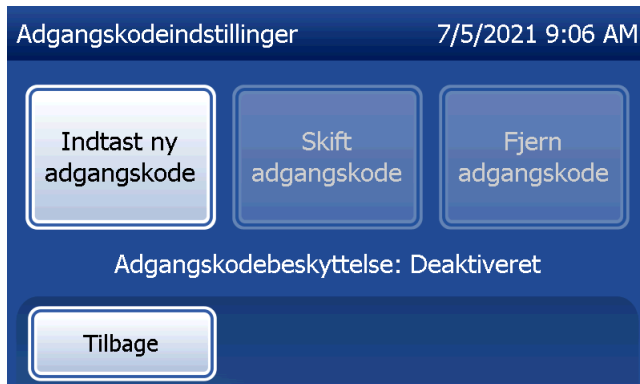 Adgangskodeindstillinger 7/5/2021 9:06 AM
Indtast ny
adgangskode
Skift
adgangskode
Fjern
adgangskode
Adgangskodebeskyttelse: Deaktiveret
Tilbage